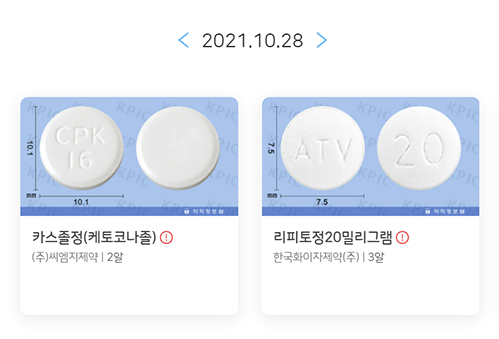 2021.10.28
KPIC
CPK
16
10.1
mm
10.1
약학정보원
카스졸정(케토코나졸)
(주)씨엠지제약 | 2알
KPIC
ATV
20
7.5
mm
7.5
약학정보원
리피토정20밀리그램
한국화이자제약(주) | 3알